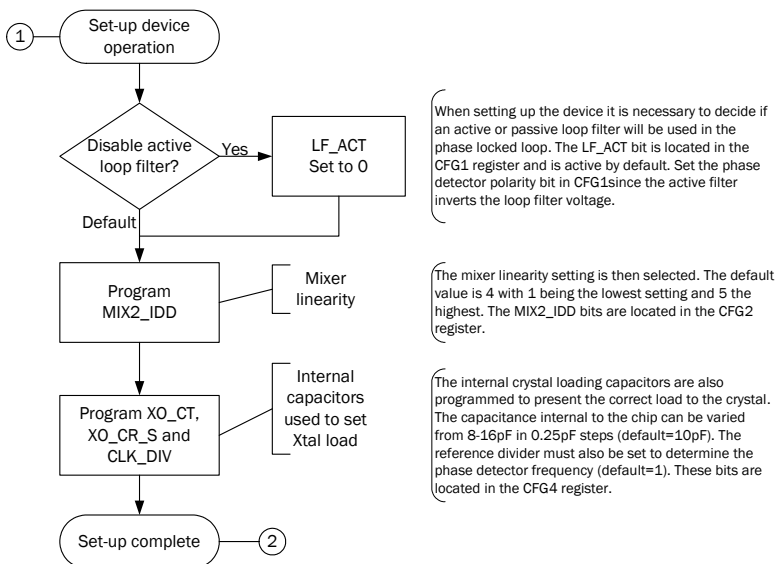 1
Set-up device
operation
Disable active
loop filter?
Yes
LF_ACT
Set to 0
When setting up the device it is necessary to decide if
an active or passive loop filter will be used in the
phase locked loop. The LF_ACT bit is located in the
CFG1 register and is active by default. Set the phase
detector polarity bit in CFG1since the active filter
inverts the loop filter voltage.
Default
Program
MIX2_IDD
Mixer
linearity
The mixer linearity setting is then selected. The default
value is 4 with 1 being the lowest setting and 5 the
highest. The MIX2_IDD bits are located in the CFG2
register.
Program XO_CT,
XO_CR_S and
CLK_DIV
Internal
capacitors
used to set
Xtal load
The internal crystal loading capacitors are also
programmed to present the correct load to the crystal.
The capacitance internal to the chip can be varied
from 8-16pF in 0.25pF steps (default=10pF). The
reference divider must also be set to determine the
phase detector frequency (default=1). These bits are
located in the CFG4 register.
Set-up complete
2